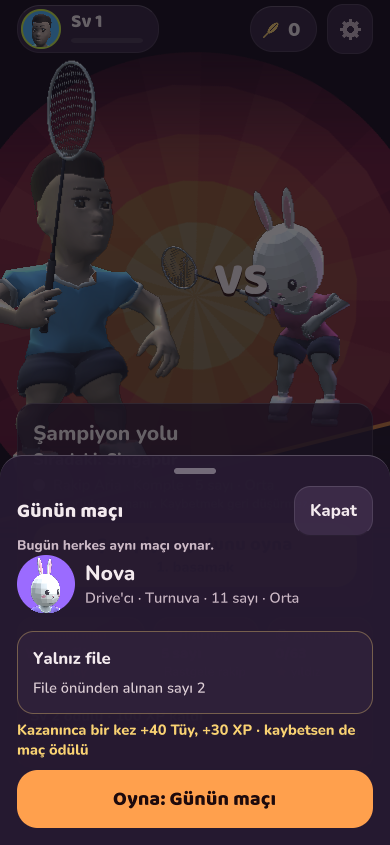 Sv 1
0
VS
Şampiyon yolu
Günün maçı
Kapat
Bugün herkes aynı maçı oynar.
Nova
Drive'cı · Turnuva · 11 sayı · Orta
Yalnız file
File önünden alınan sayı 2
Kazanınca bir kez +40 Tüy, +30 XP · kaybetsen de
maç ödülü
Oyna: Günün maçı